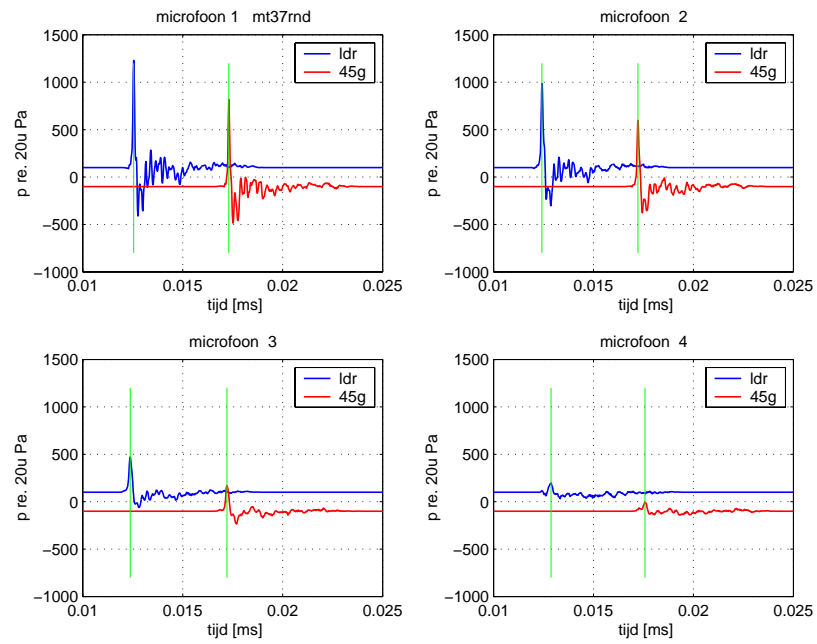 microfoon 1 mt37rnd
1500
1000
500
0
−500
−1000
p re. 20u Pa
0.01 0.015 0.02 0.025
tijd [ms]
ldr
45g
microfoon 2
1500
1000
500
0
−500
−1000
p re. 20u Pa
0.01 0.015 0.02 0.025
tijd [ms]
ldr
45g
microfoon 3
1500
1000
500
0
−500
−1000
p re. 20u Pa
0.01 0.015 0.02 0.025
tijd [ms]
ldr
45g
microfoon 4
1500
1000
500
0
−500
−1000
p re. 20u Pa
0.01 0.015 0.02 0.025
tijd [ms]
ldr
45g